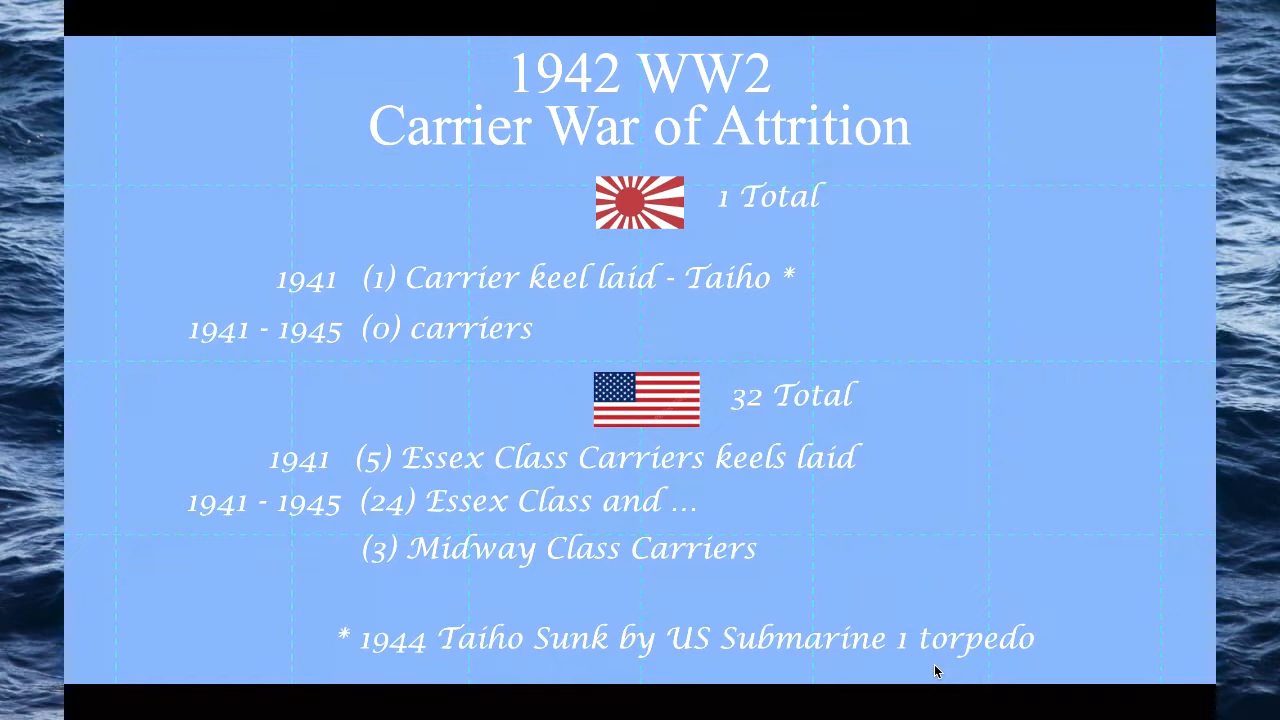 1942 WW2
Carrier War of Attrition
1 Total
1941 (1) Carrier keel laid - Taiho *
1941 - 1945 (0) carriers
32 Total
1941 (5) Essex Class Carriers keels laid
1941 - 1945 (24) Essex Class and ...
(3) Midway Class Carriers
* 1944 Taiho Sunk by US Submarine 1 torpedo